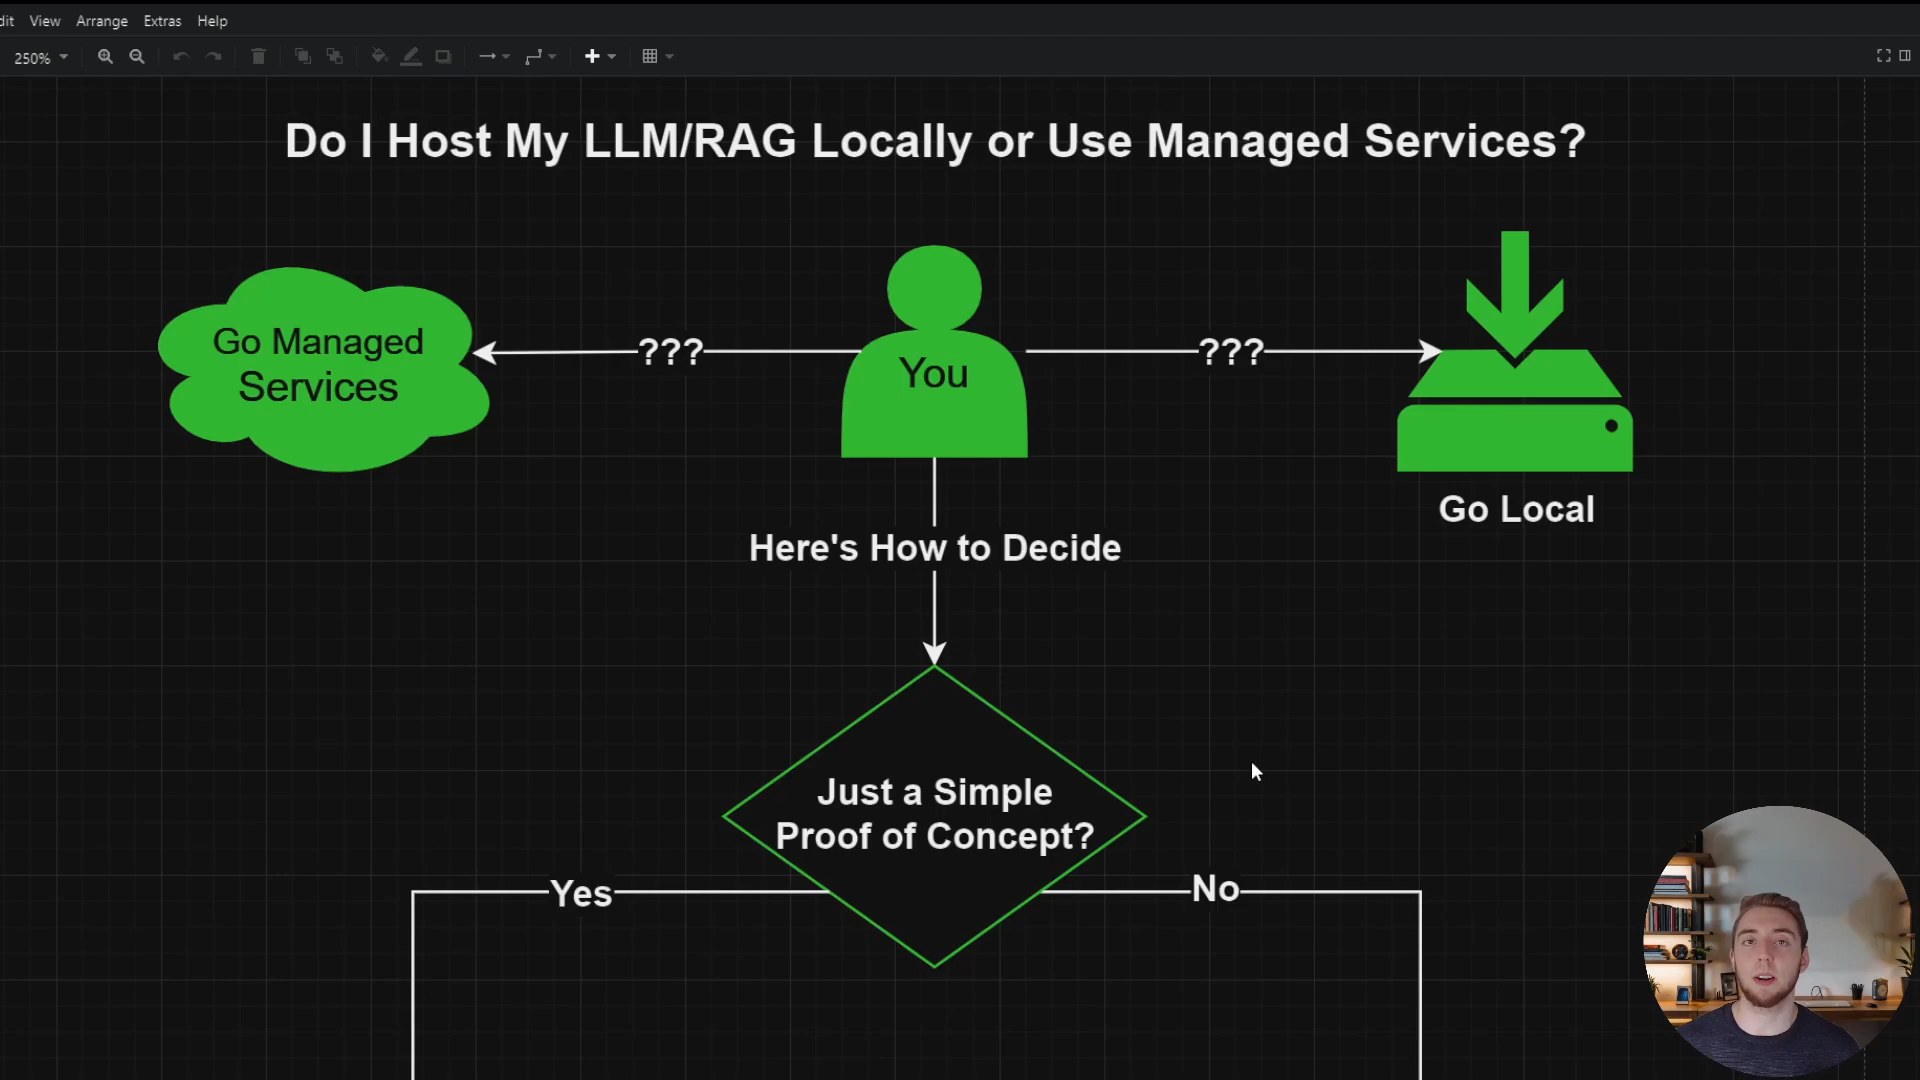 dit View Arrange Extras Help
250%
Do I Host My LLM/RAG Locally or Use Managed Services?
Go Managed
Services
???
You
???
Go Local
Here's How to Decide
Just a Simple
Proof of Concept?
Yes
No